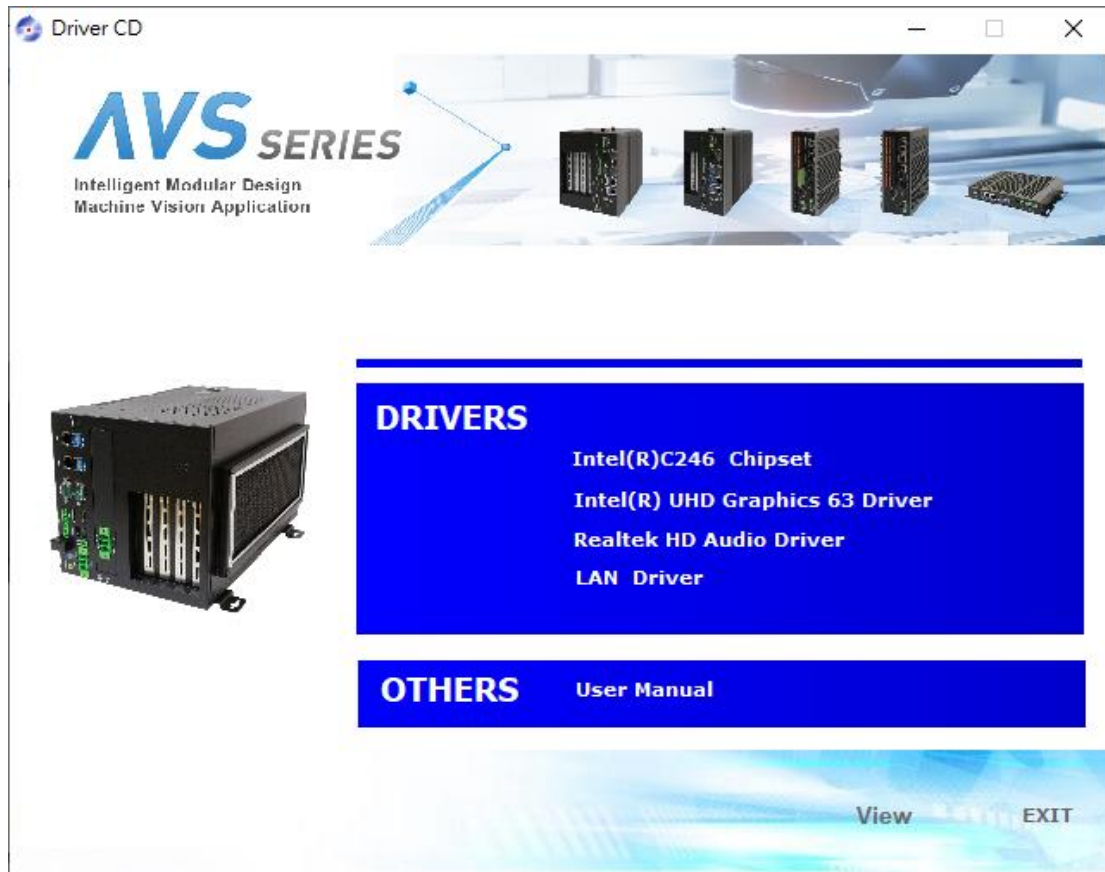 Driver CD
AVS SERIES
Intelligent Modular Design
Machine Vision Application
DRIVERS
Intel(R)C246 Chipset
Intel(R) UHD Graphics 63 Driver
Realtek HD Audio Driver
LAN Driver
OTHERS User Manual
View EXIT